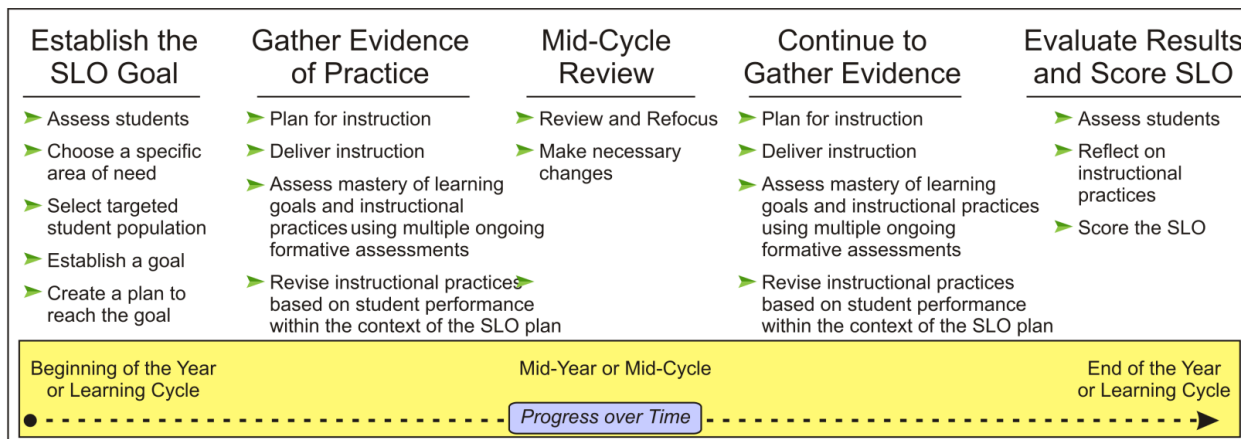 Establish the
SLO Goal
Assess students
Choose a specific
area of need
Select targeted
student population
Establish a goal
Create a plan to
reach the goal
Gather Evidence
of Practice
Plan for instruction
Deliver instruction
Assess mastery of learning
goals and instructional
practices using multiple ongoing
formative assessments
Revise instructional practices
based on student performance
within the context of the SLO plan
Mid-Cycle
Review
Review and Refocus
Make necessary
changes
Continue to
Gather Evidence
Plan for instruction
Deliver instruction
Assess mastery of learning
goals and instructional practices
using multiple ongoing
formative assessments
Revise instructional practices
based on student performance
within the context of the SLO plan
Evaluate Results
and Score SLO
Assess students
Reflect on
instructional
practices
Score the SLO
Beginning of the Year
or Learning Cycle
Mid-Year or Mid-Cycle
End of the Year
or Learning Cycle
Progress over Time